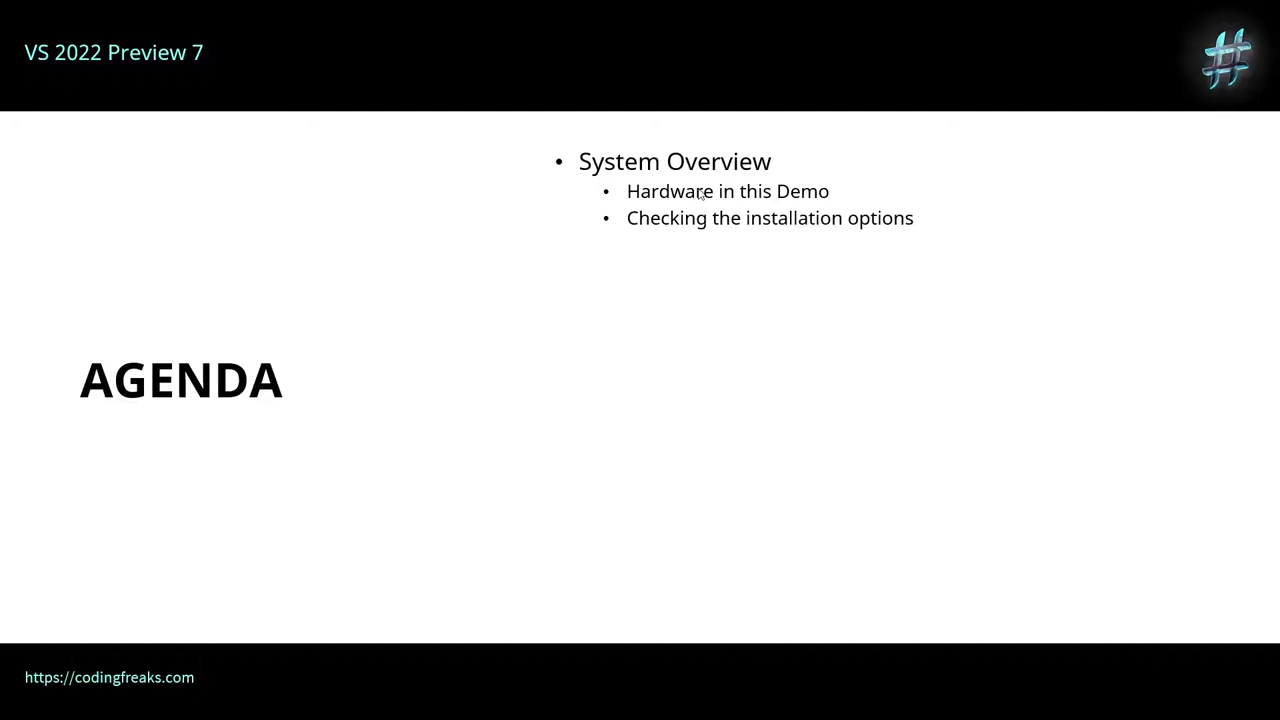 VS 2022 Preview 7
• System Overview
• Hardware in this Demo
• Checking the installation options
AGENDA
https://codingfreaks.com